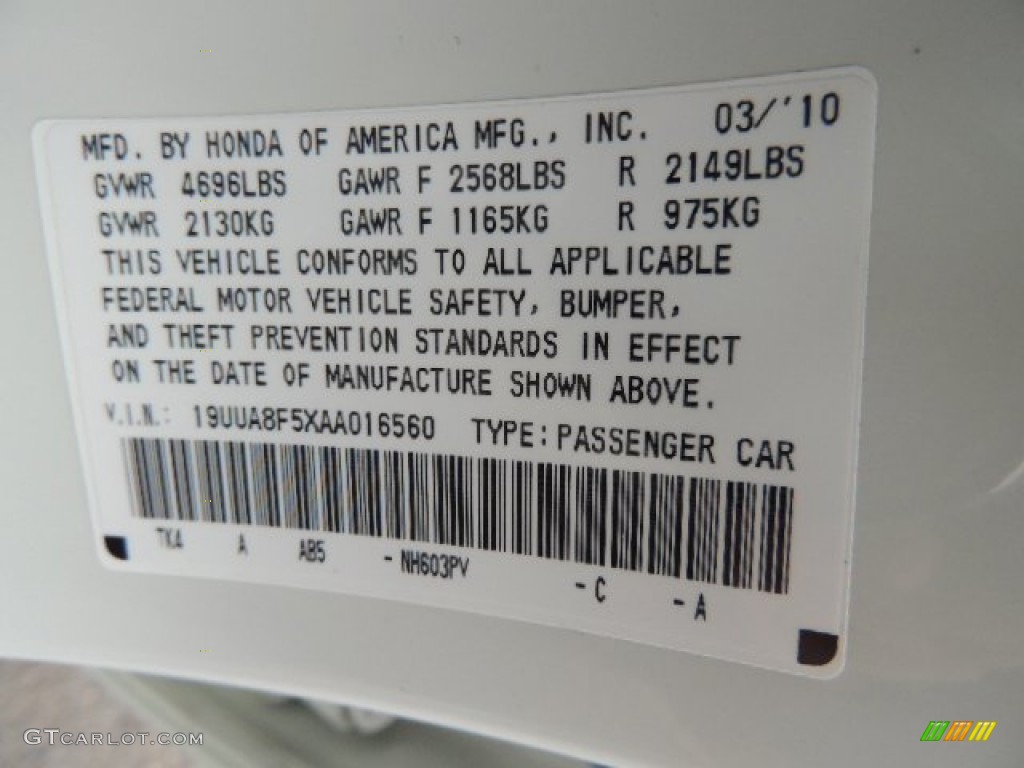 MFD. BY HONDA OF AMERICA MFG., INC. 03/'10
GVWR 4696LBS GAWR F 2568LBS R 2149LBS
GVWR 2130KG GAWR F 1165KG R 975KG
THIS VEHICLE CONFORMS TO ALL APPLICABLE
FEDERAL MOTOR VEHICLE SAFETY, BUMPER,
AND THEFT PREVENTION STANDARDS IN EFFECT
ON THE DATE OF MANUFACTURE SHOWN ABOVE.
V.I.N.: 19UUA8F5XAA016560 TYPE:PASSENGER CAR
TK4 A AB5 -NH603PV -C -A
GTCARLOT.COM